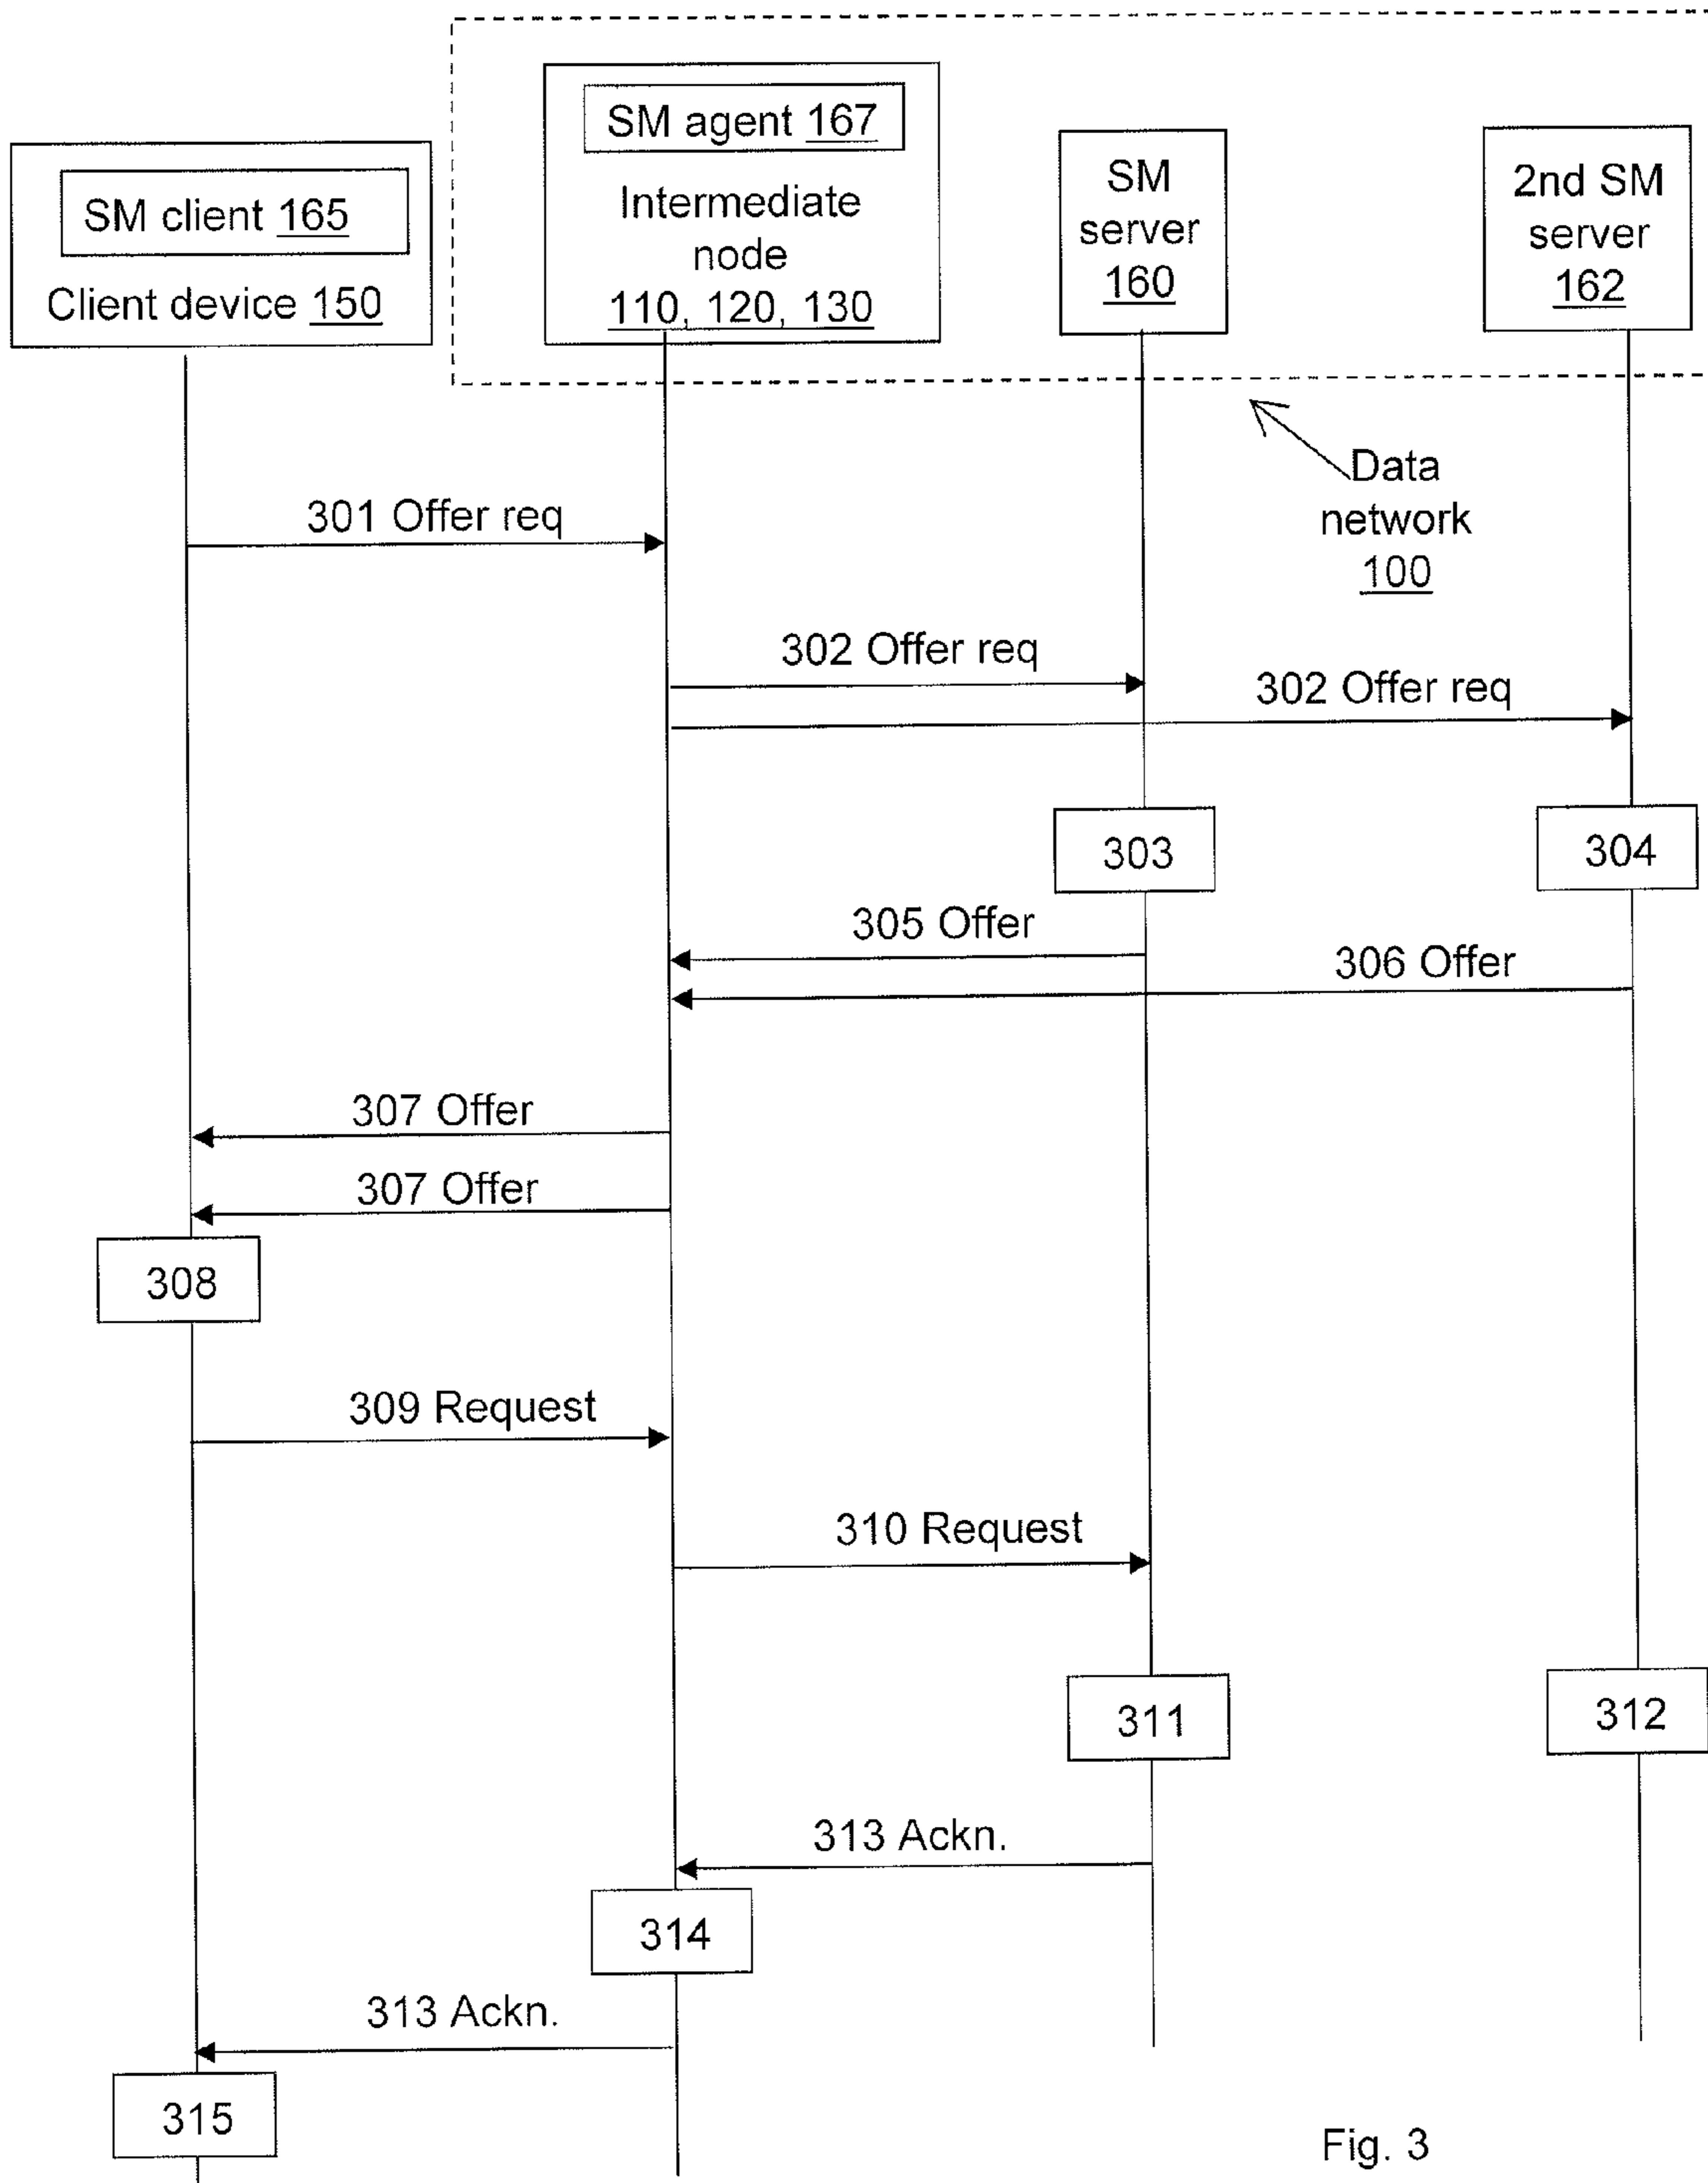 SM client 165
Client device 150
SM agent 167
Intermediate
node
110, 120, 130
SM
server
160
2nd SM
server
162
Data
network
100
301 Offer req
302 Offer req
302 Offer req
303
304
305 Offer
306 Offer
307 Offer
307 Offer
308
309 Request
310 Request
311
312
313 Ackn.
314
313 Ackn.
315
Fig. 3